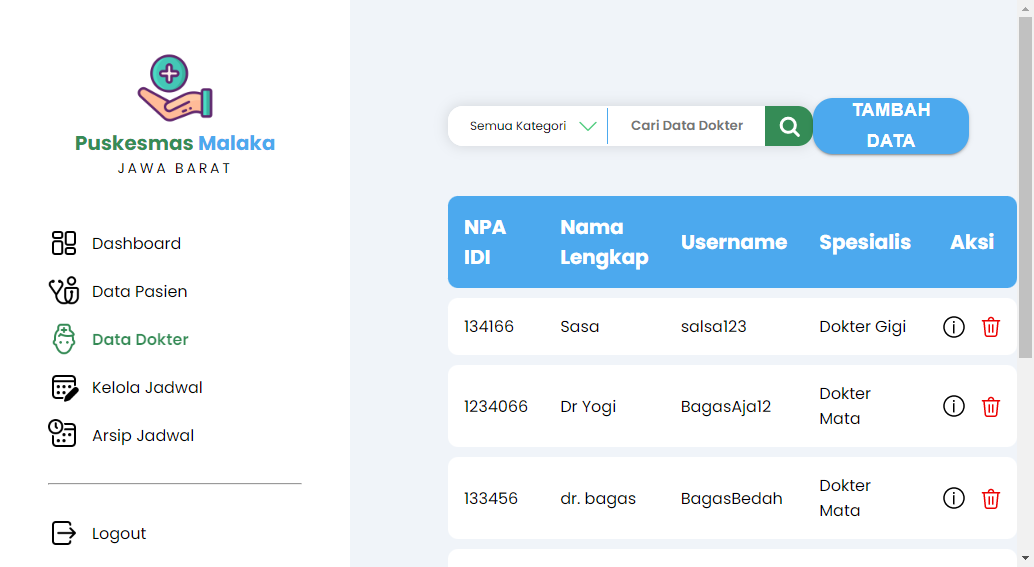 Puskesmas Malaka
JAWA BARAT
Dashboard
Data Pasien
Data Dokter
Kelola Jadwal
Arsip Jadwal
Logout
Semua Kategori
Cari Data Dokter
TAMBAH
DATA
NPA IDI Nama Lengkap Username Spesialis Aksi
134166 Sasa salsa123 Dokter Gigi
1234066 Dr Yogi BagasAja12 Dokter Mata
133456 dr. bagas BagasBedah Dokter Mata